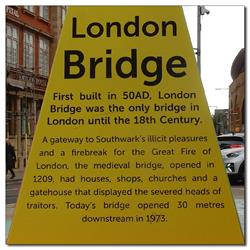 London
Bridge
First built in 50AD, London
Bridge was the only bridge in
London until the 18th Century.
A gateway to Southwark's illicit pleasures
and a firebreak for the Great Fire of
London, the medieval bridge, opened in
1209, had houses, shops, churches and a
gatehouse that displayed the severed heads of
traitors. Today's bridge opened 30 metres
downstream in 1973.